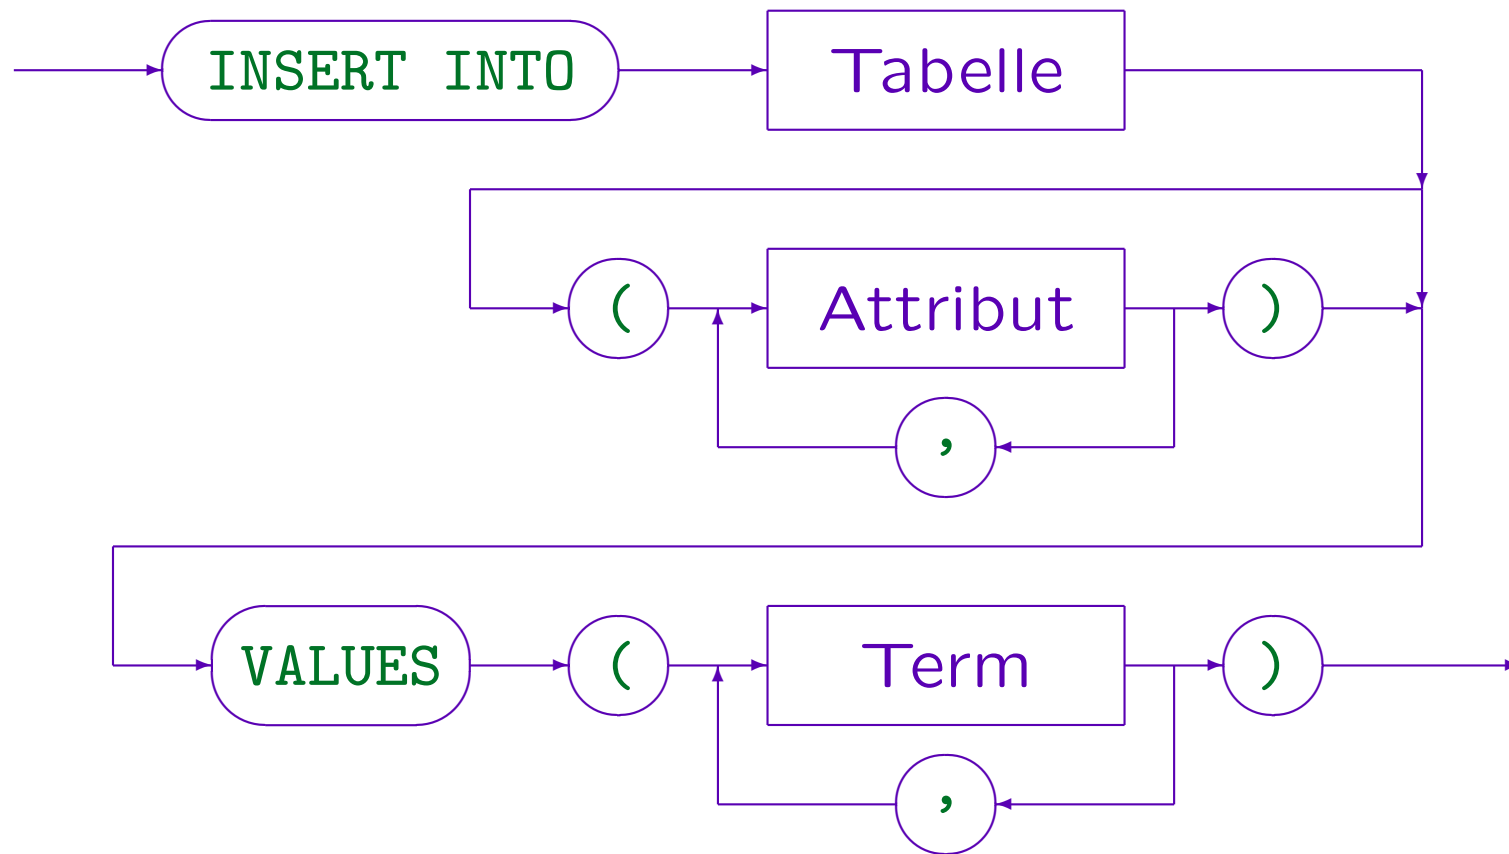 INSERT INTO Tabelle
( Attribut )
,
VALUES ( Term )
,